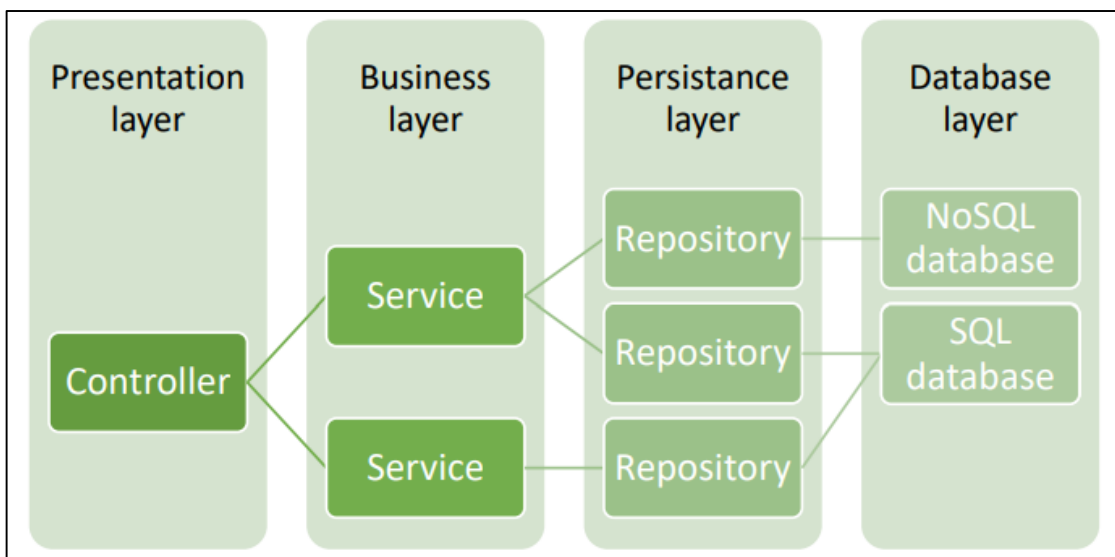 Presentation
layer
Business
layer
Persistance
layer
Database
layer
Controller
Service
Service
Repository
Repository
Repository
NoSQL
database
SQL
database